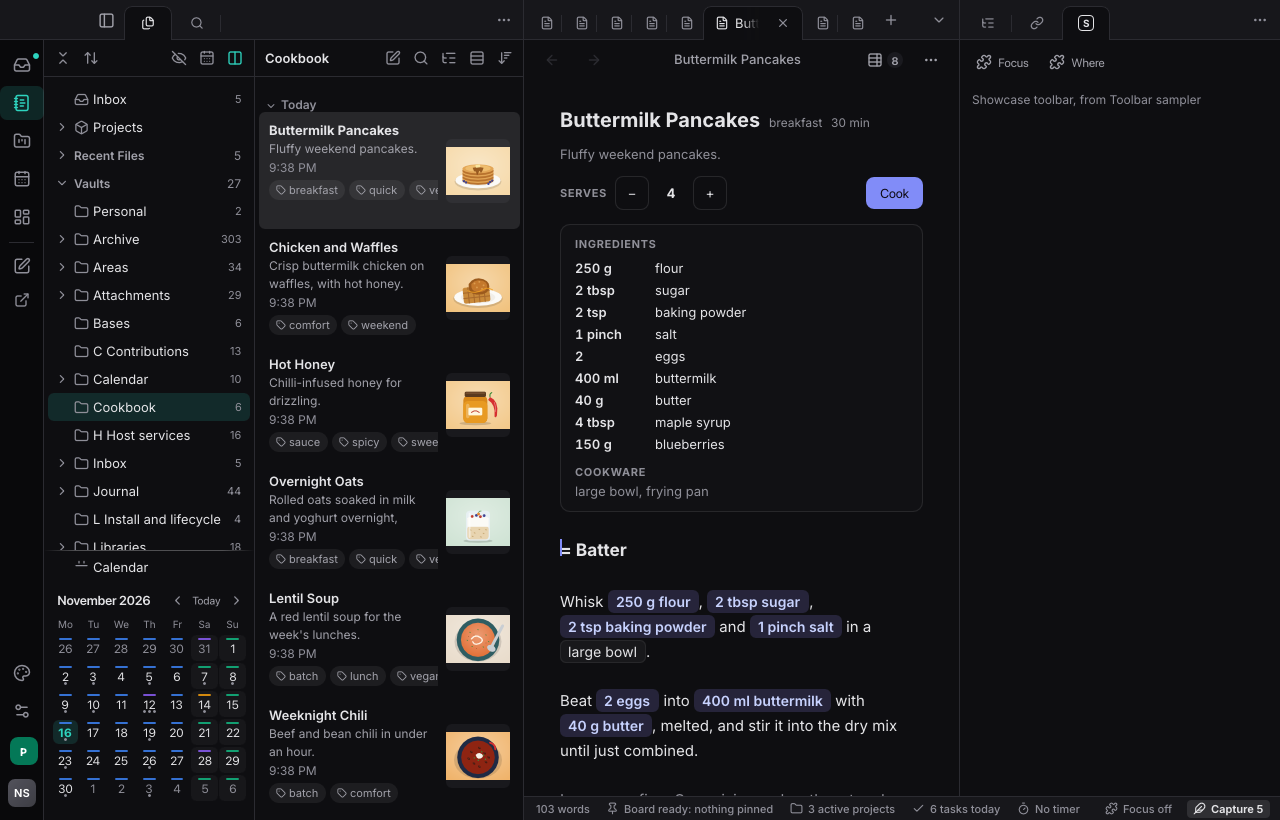 Butt
S
Inbox 5
Projects
Recent Files 5
Vaults 27
Personal 2
Archive 303
Areas 34
Attachments 29
Bases 6
C Contributions 13
Calendar 10
Cookbook 6
H Host services 16
Inbox 5
Journal 44
L Install and lifecycle 4
Libraries 18
Calendar
November 2026 Today
Mo Tu We Th Fr Sa Su
26 27 28 29 30 31 1
2 3 4 5 6 7 8
9 10 11 12 13 14 15
16 17 18 19 20 21 22
23 24 25 26 27 28 29
30 1 2 3 4 5 6
P
NS
Cookbook
Today
Buttermilk Pancakes
Fluffy weekend pancakes.
9:38 PM
breakfast quick ve
Chicken and Waffles
Crisp buttermilk chicken on
waffles, with hot honey.
9:38 PM
comfort weekend
Hot Honey
Chilli-infused honey for
drizzling.
9:38 PM
sauce spicy swee
Overnight Oats
Rolled oats soaked in milk
and yoghurt overnight,
9:38 PM
breakfast quick ve
Lentil Soup
A red lentil soup for the
week's lunches.
9:38 PM
batch lunch vegan
Weeknight Chili
Beef and bean chili in under
an hour.
9:38 PM
batch comfort
Buttermilk Pancakes 8
Buttermilk Pancakes breakfast 30 min
Fluffy weekend pancakes.
SERVES − 4 + Cook
INGREDIENTS
250 g flour
2 tbsp sugar
2 tsp baking powder
1 pinch salt
2 eggs
400 ml buttermilk
40 g butter
4 tbsp maple syrup
150 g blueberries
COOKWARE
large bowl, frying pan
= Batter
Whisk 250 g flour , 2 tbsp sugar ,
2 tsp baking powder and 1 pinch salt in a
large bowl .
Beat 2 eggs into 400 ml buttermilk with
40 g butter , melted, and stir it into the dry mix
until just combined.
Focus Where
Showcase toolbar, from Toolbar sampler
103 words Board ready: nothing pinned 3 active projects 6 tasks today No timer Focus off Capture 5